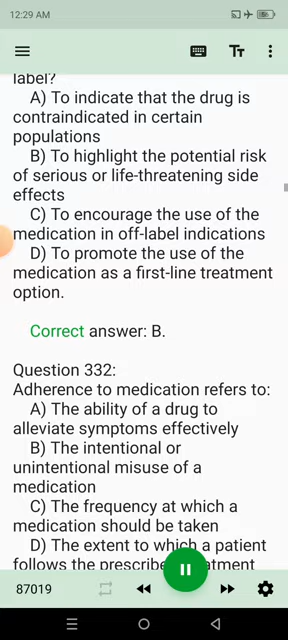 12:29 AM
label?
A) To indicate that the drug is
contraindicated in certain
populations
B) To highlight the potential risk
of serious or life-threatening side
effects
C) To encourage the use of the
medication in off-label indications
D) To promote the use of the
medication as a first-line treatment
option.
Correct answer: B.
Question 332:
Adherence to medication refers to:
A) The ability of a drug to
alleviate symptoms effectively
B) The intentional or
unintentional misuse of a
medication
C) The frequency at which a
medication should be taken
D) The extent to which a patient
follows the
87019